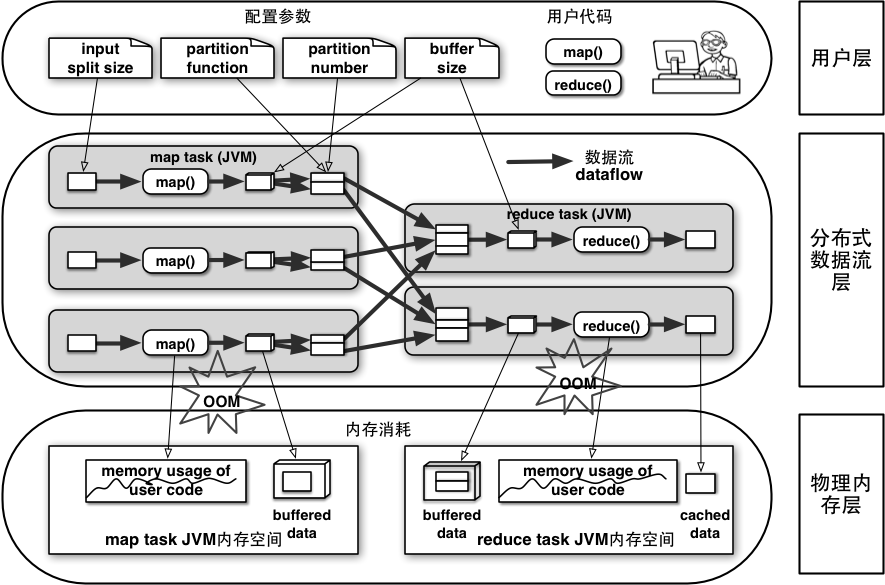 配置参数
用户代码
input
split size
partition
function
partition
number
buffer
size
map()
reduce()
用户层
map task (JVM)
map()
数据流
dataflow
reduce task (JVM)
reduce()
map()
分布式
数据流
层
map()
reduce()
OOM
OOM
内存消耗
memory usage of
user code
buffered
data
map task JVM内存空间
buffered
data
memory usage of
user code
cached
data
reduce task JVM内存空间
物理内
存层